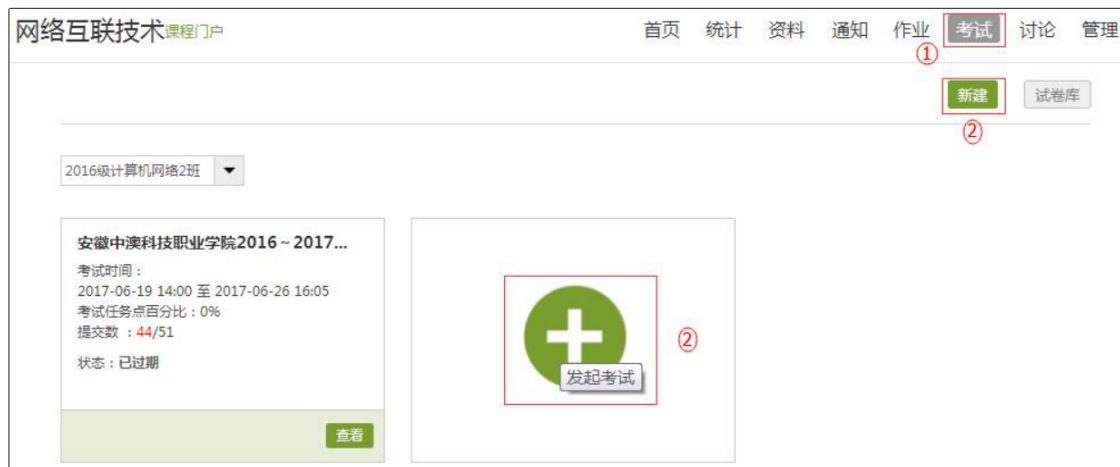 网络互联技术课程门户
首页 统计 资料 通知 作业 考试 讨论 管理
①
新建 试卷库
②
2016级计算机网络2班
安徽中澳科技职业学院2016～2017...
考试时间：
2017-06-19 14:00 至 2017-06-26 16:05
考试任务点百分比：0%
提交数 ：44/51
状态：已过期
查看
发起考试
②